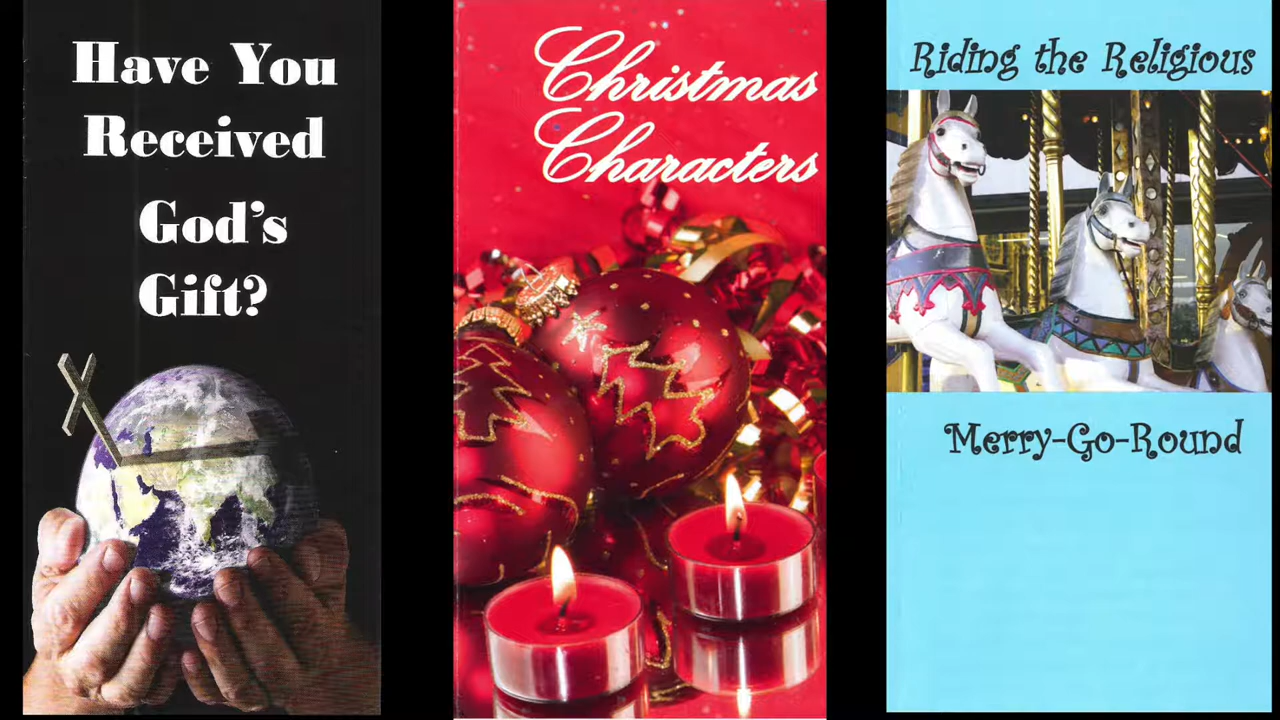 Have You
Received
God's
Gift?
Christmas
Characters
Riding the Religious
Merry-Go-Round